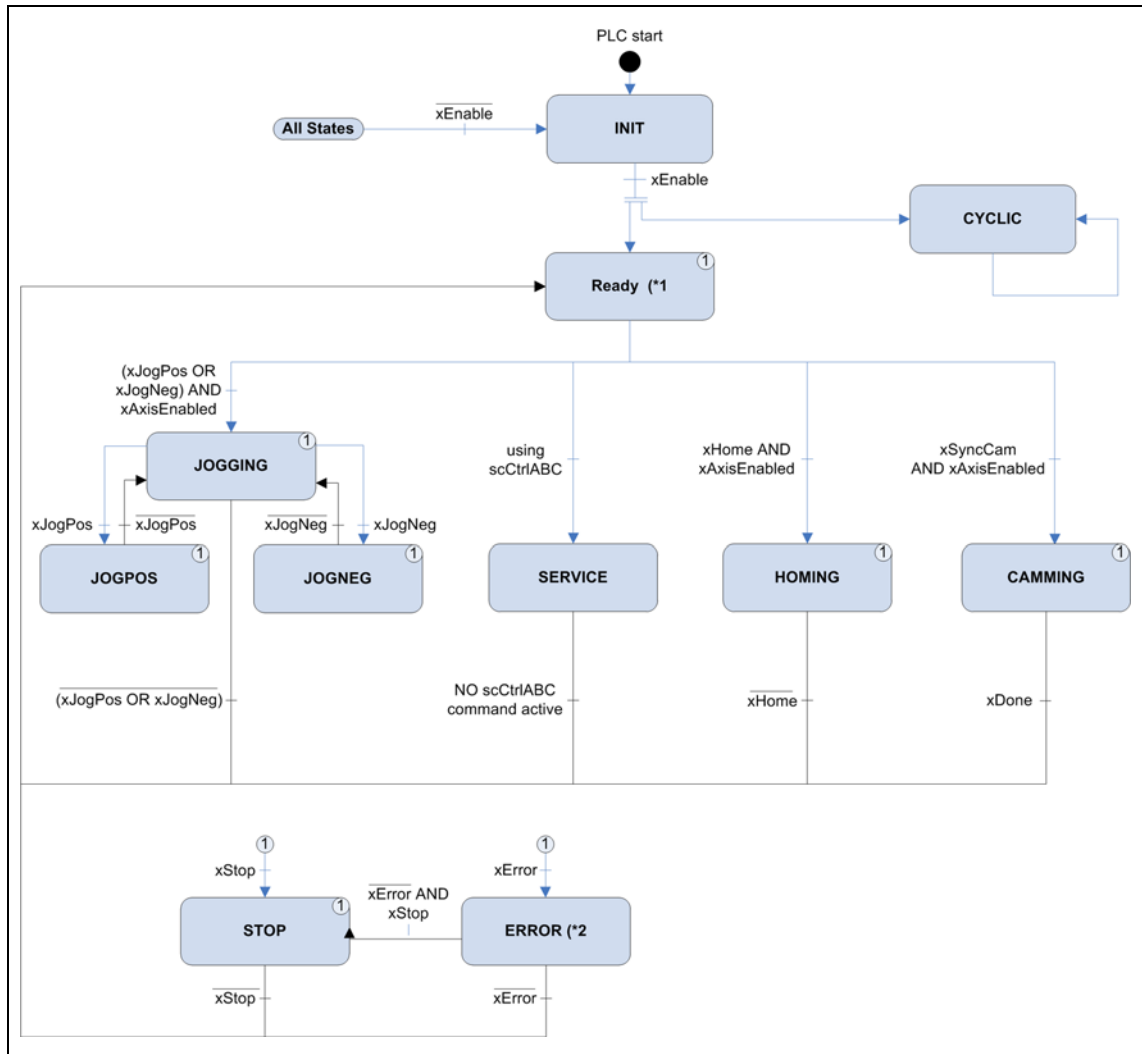 PLC start
All States
xEnable
INIT
xEnable
CYCLIC
1
Ready (*1
(xJogPos OR
xJogNeg) AND
xAxisEnabled
using
scCtrlABC
xHome AND
xAxisEnabled
xSyncCam
AND xAxisEnabled
1
JOGGING
xJogPos
xJogPos
xJogNeg
xJogNeg
1
JOGPOS
1
JOGNEG
SERVICE
1
HOMING
1
CAMMING
(xJogPos OR xJogNeg)
NO scCtrlABC
command active
xHome
xDone
1
xStop
1
xError
xError AND
xStop
1
STOP
ERROR (*2
xStop
xError